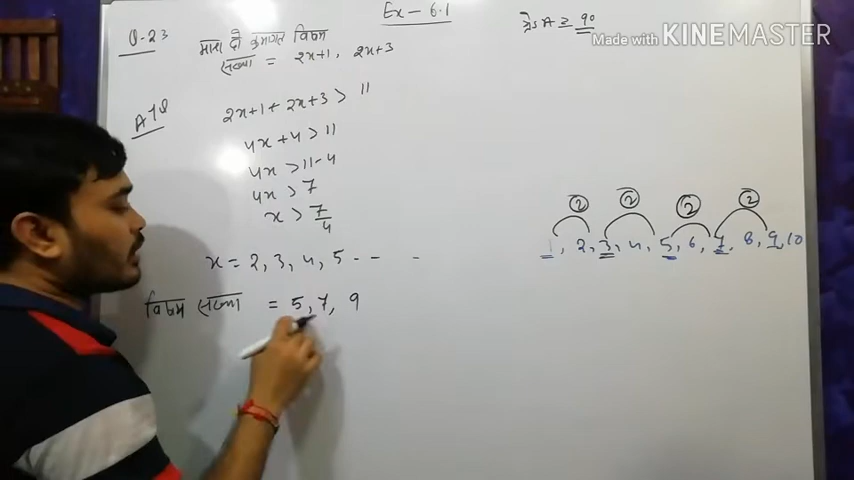 Ex - 6.1
Q-23
माना दो क्रमागत विषम
संख्या = 2x+1, 2x+3
A/Q
2x+1+2x+3 > 11
4x+4 > 11
4x > 11-4
4x > 7
x > 7/4
x = 2, 3, 4, 5 - - -
विषम संख्या = 5, 7, 9
ग्रेड A ≥ 90
Made with KINEMASTER
② ② ② ②
1, 2, 3, 4, 5, 6, 7, 8, 9, 10